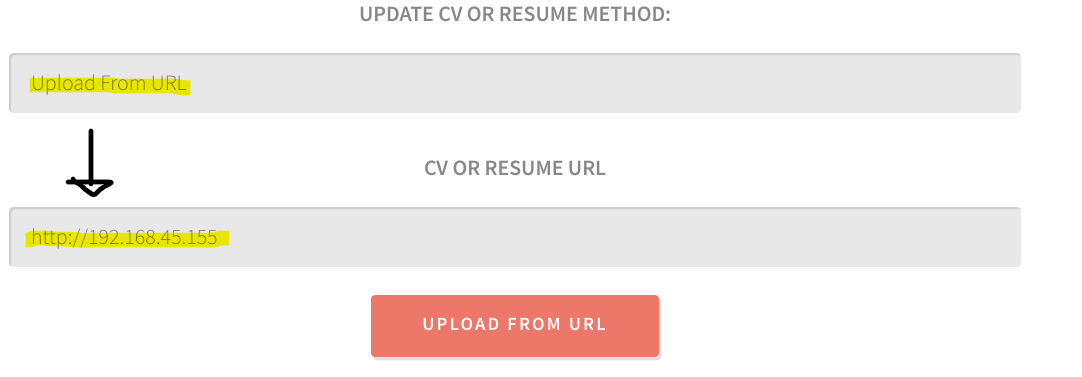 UPDATE CV OR RESUME METHOD:
Upload From URL
CV OR RESUME URL
http://192.168.45.155
UPLOAD FROM URL